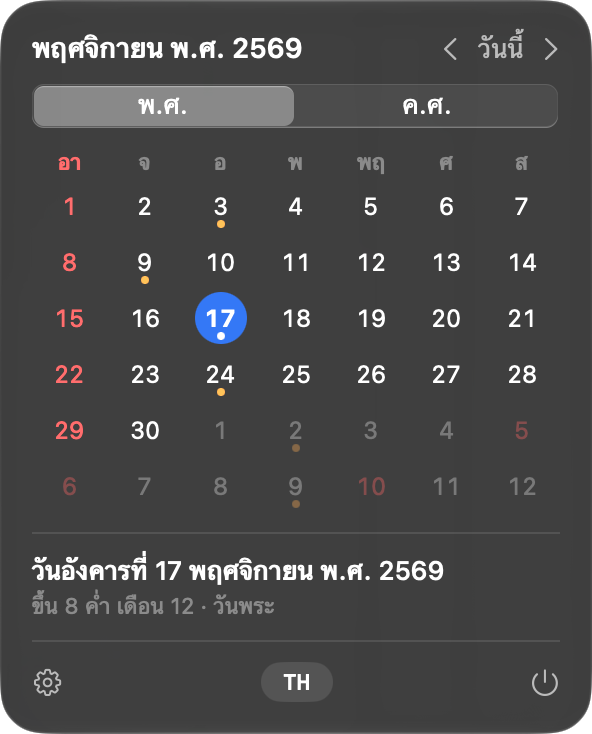 พฤศจิกายน พ.ศ. 2569 วันนี้
พ.ศ. ค.ศ.
อา จ อ พ พฤ ศ ส
1 2 3 4 5 6 7
8 9 10 11 12 13 14
15 16 17 18 19 20 21
22 23 24 25 26 27 28
29 30 1 2 3 4 5
6 7 8 9 10 11 12
วันอังคารที่ 17 พฤศจิกายน พ.ศ. 2569
ขึ้น 8 ค่ำ เดือน 12 · วันพระ
TH